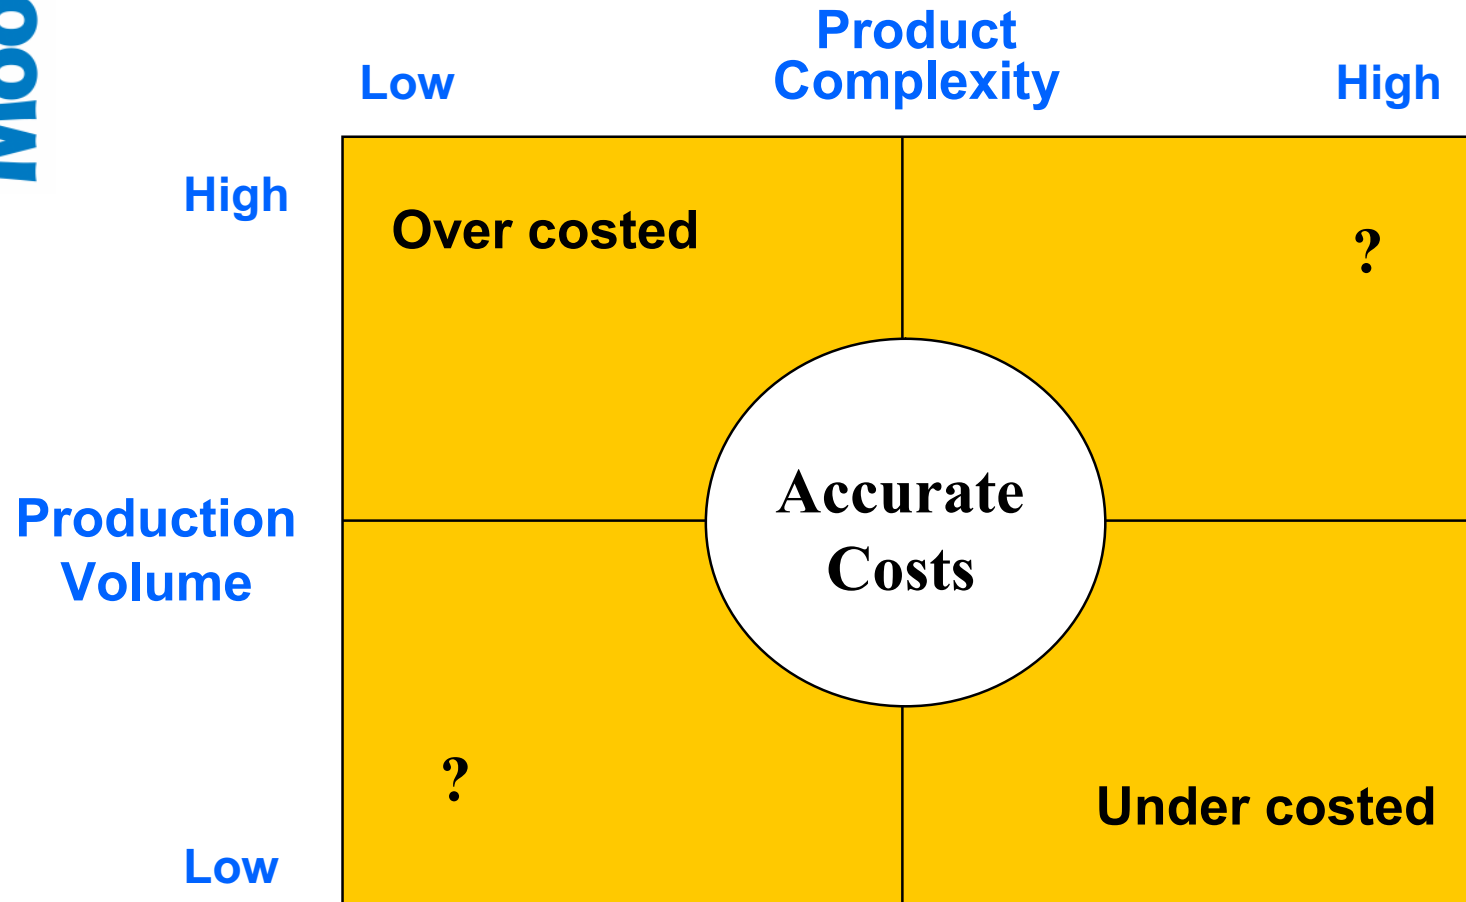 Product
Complexity
Low
High
High
Over costed
?
Accurate
Costs
Production
Volume
?
Under costed
Low